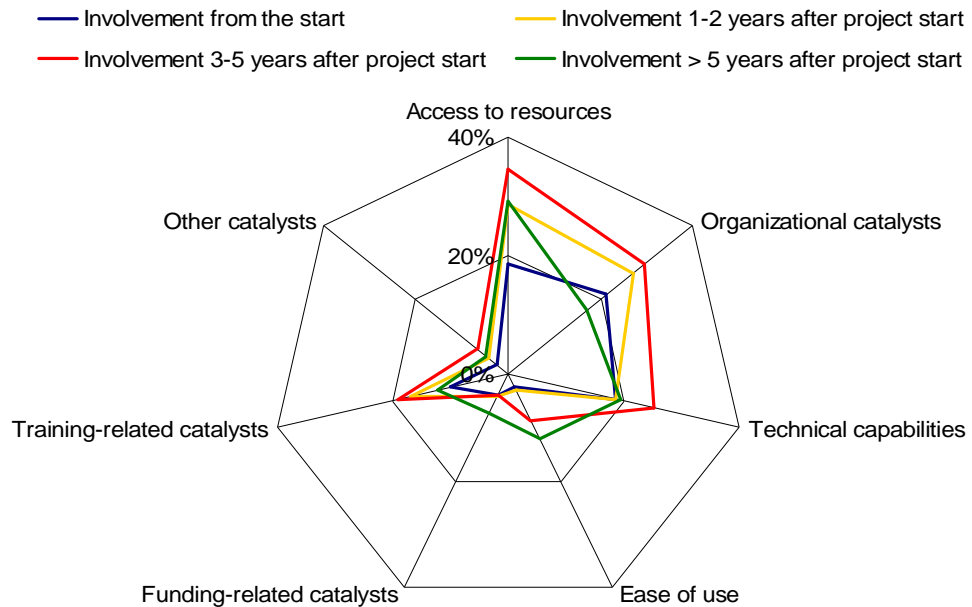 Involvement from the start
Involvement 1-2 years after project start
Involvement 3-5 years after project start
Involvement > 5 years after project start
Access to resources
40%
Other catalysts
Organizational catalysts
20%
0%
Training-related catalysts
Technical capabilities
Funding-related catalysts
Ease of use